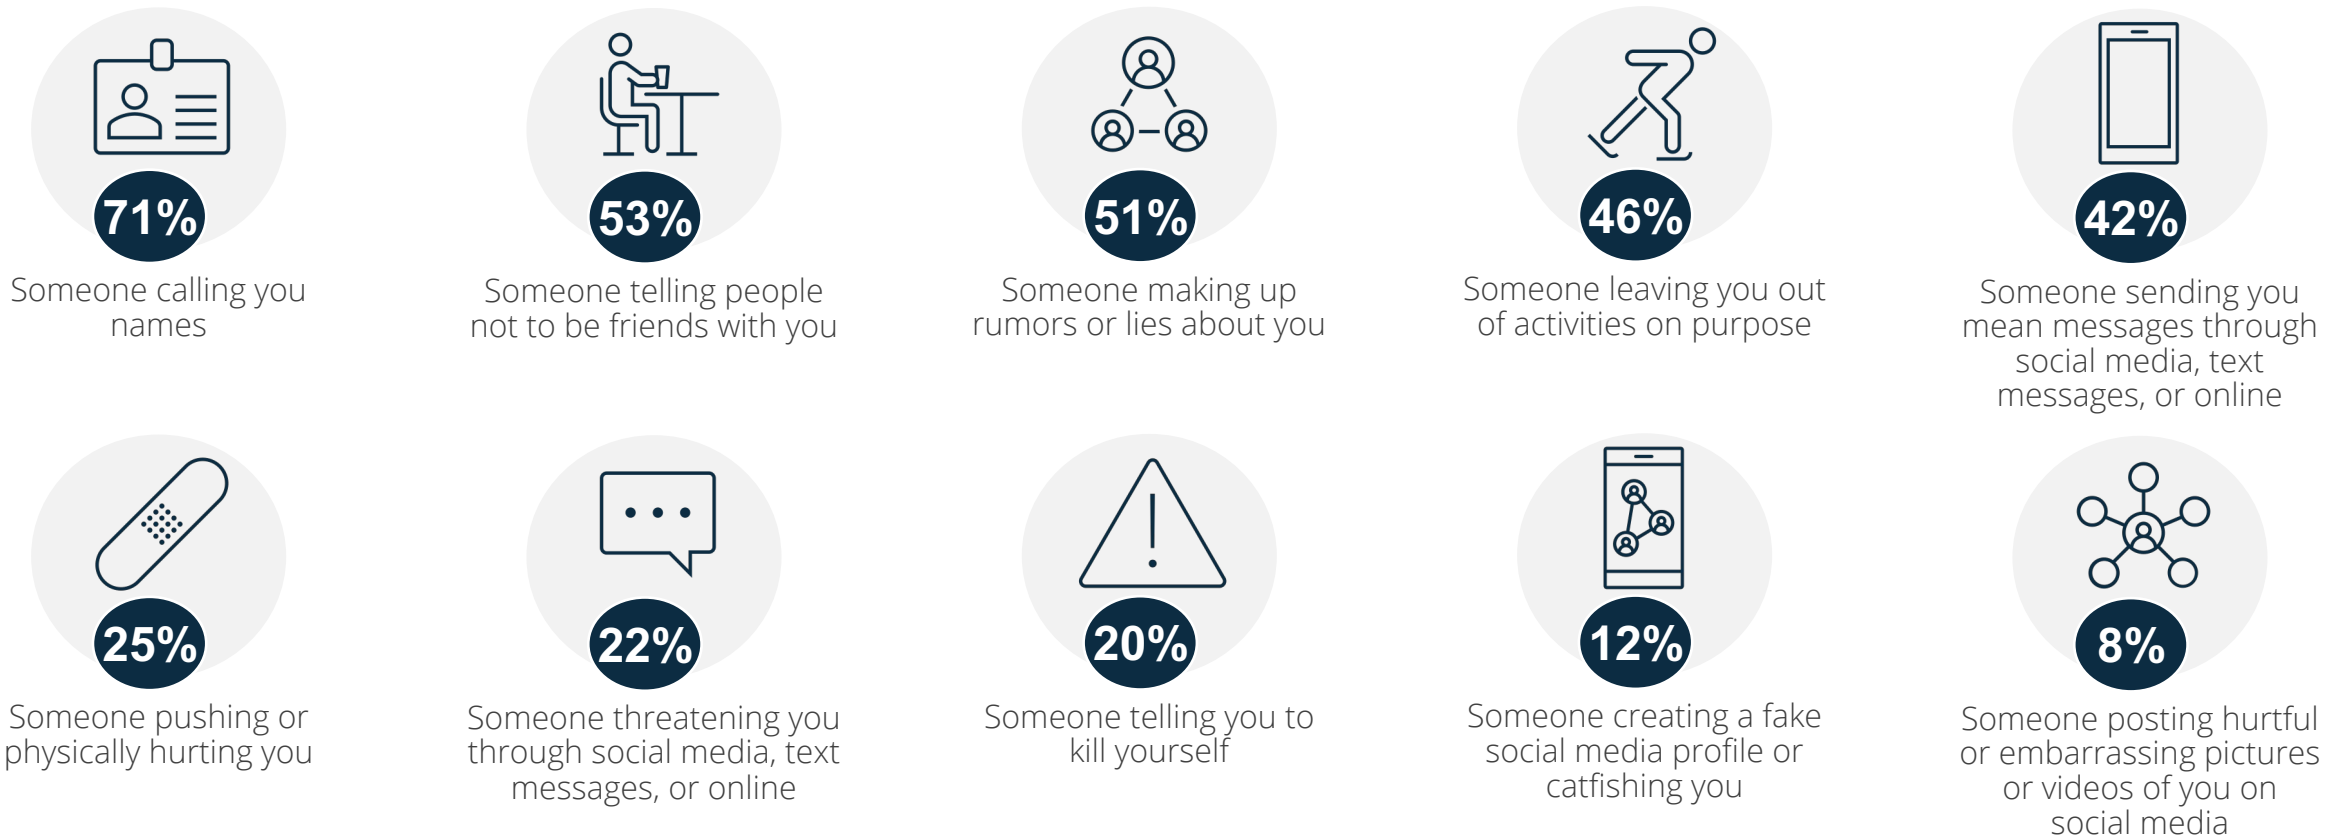 71%
Someone calling you
names
53%
Someone telling people
not to be friends with you
51%
Someone making up
rumors or lies about you
46%
Someone leaving you out
of activities on purpose
42%
Someone sending you
mean messages through
social media, text
messages, or online
25%
Someone pushing or
physically hurting you
22%
Someone threatening you
through social media, text
messages, or online
20%
Someone telling you to
kill yourself
12%
Someone creating a fake
social media profile or
catfishing you
8%
Someone posting hurtful
or embarrassing pictures
or videos of you on
social media